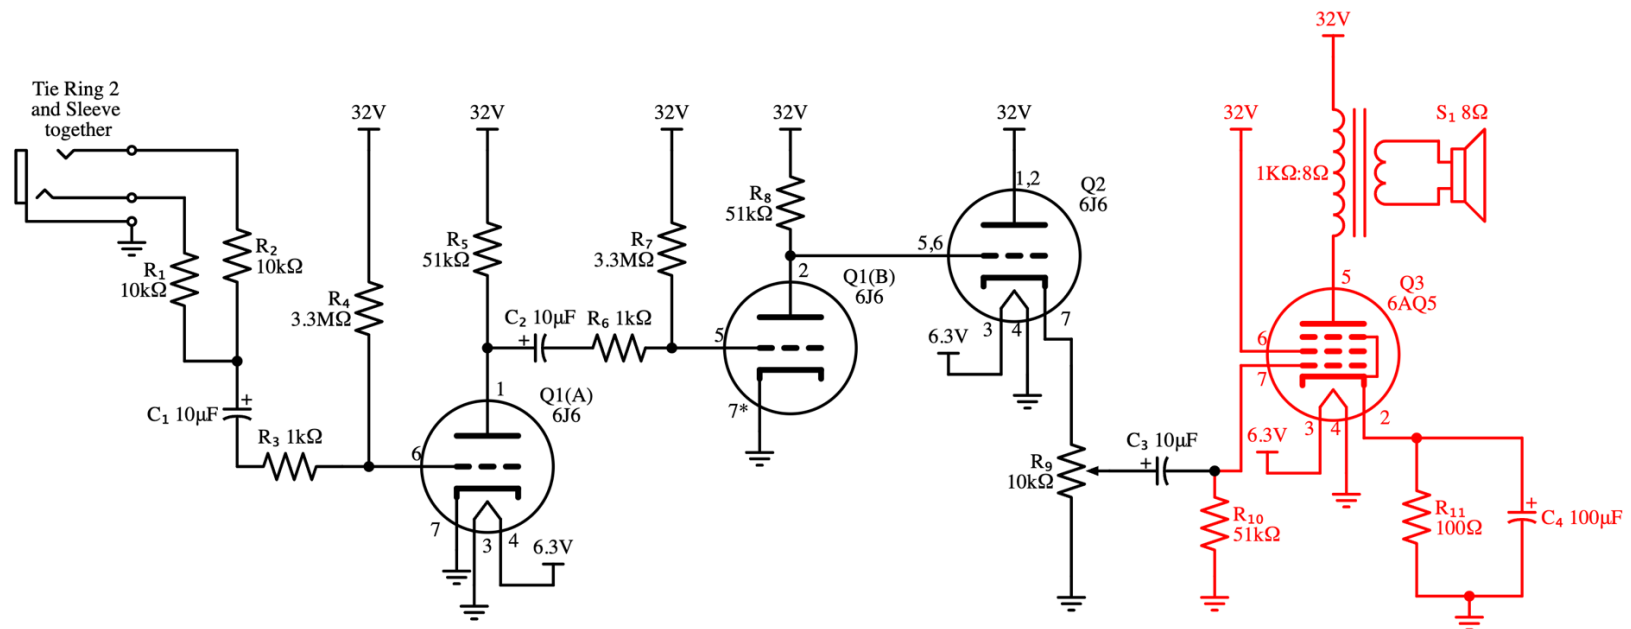 Tie Ring 2
and Sleeve
together
R₁
10kΩ
R₂
10kΩ
C₁ 10µF
+
R₃ 1kΩ
32V
R₄
3.3MΩ
32V
R₅
51kΩ
1
Q1(A)
6J6
6
7
3
4
6.3V
C₂ 10µF
+
R₆ 1kΩ
32V
R₇
3.3MΩ
32V
R₈
51kΩ
2
Q1(B)
6J6
5
7*
32V
1,2
Q2
6J6
5,6
3
4
7
6.3V
R₉
10kΩ
C₃ 10µF
+
32V
32V
1KΩ:8Ω
S₁ 8Ω
5
Q3
6AQ5
6
7
3
4
2
6.3V
R₁₀
51kΩ
R₁₁
100Ω
+
C₄ 100µF